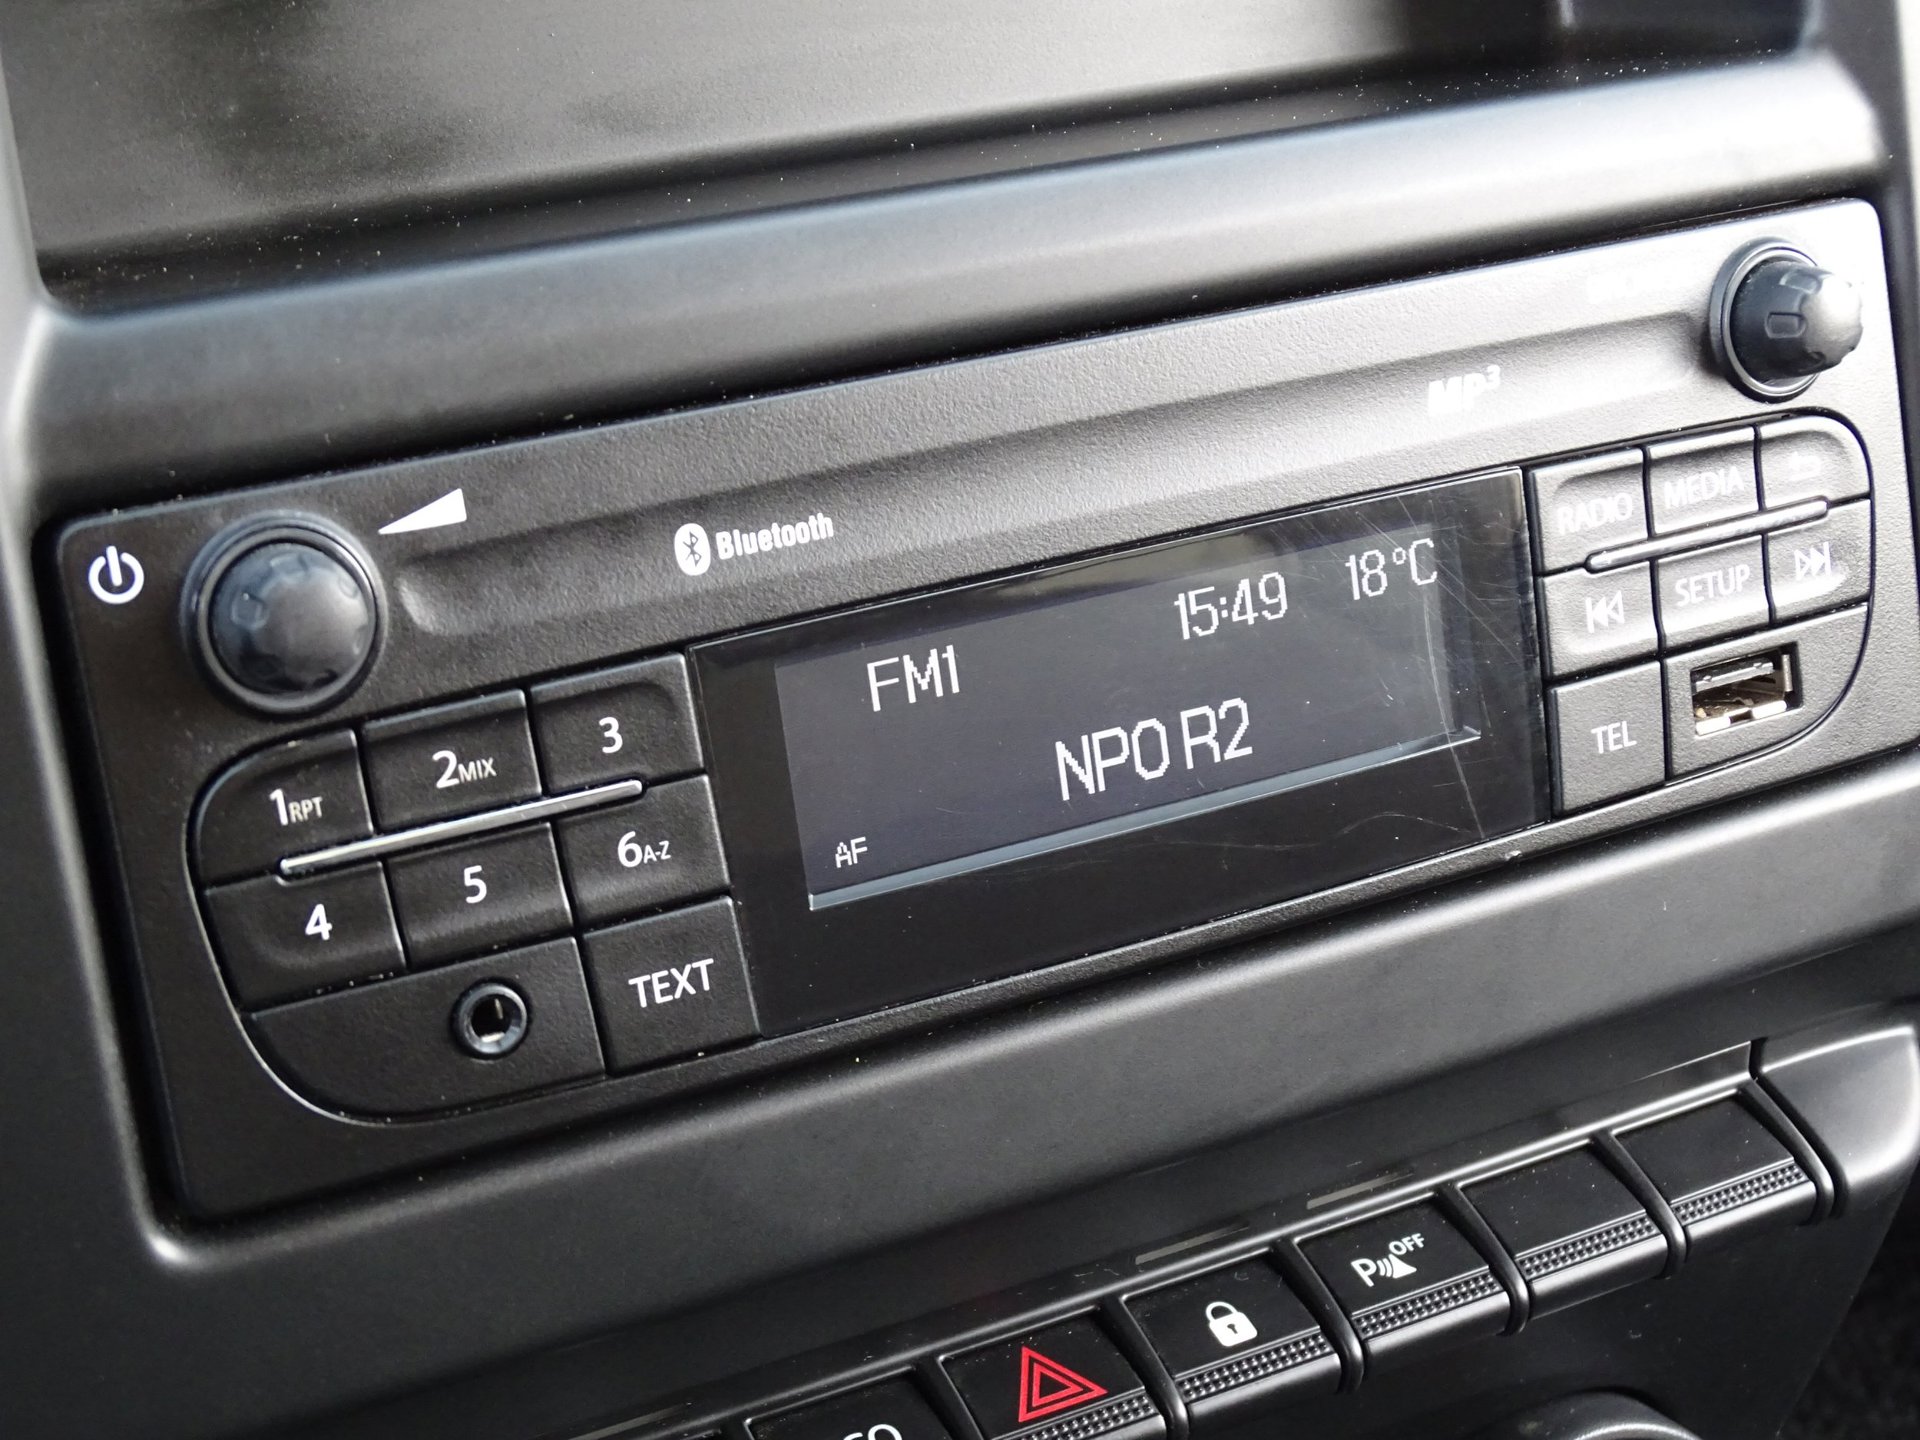 Bluetooth
MP3
15:49 18°C
FM1
NPO R2
AF
1RPT 2MIX 3
4 5 6A-Z
TEXT
RADIO MEDIA
SETUP
TEL
P OFF